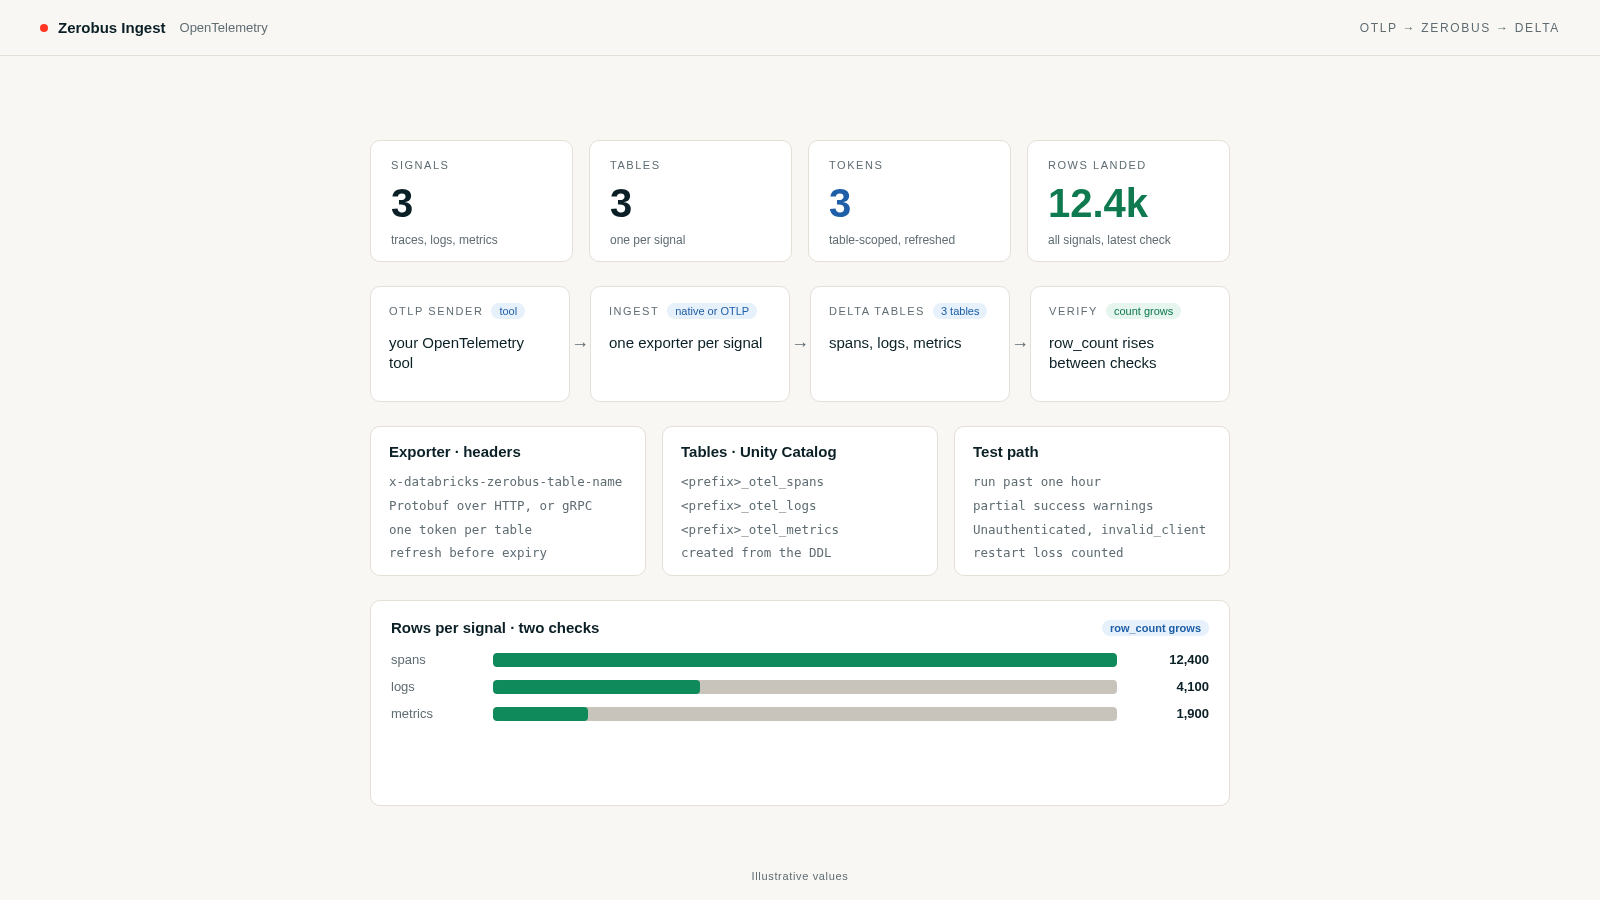 Zerobus Ingest OpenTelemetry
OTLP → ZEROBUS → DELTA
SIGNALS
3
traces, logs, metrics
TABLES
3
one per signal
TOKENS
3
table-scoped, refreshed
ROWS LANDED
12.4k
all signals, latest check
OTLP SENDER tool
your OpenTelemetry
tool
→
INGEST native or OTLP
one exporter per signal
→
DELTA TABLES 3 tables
spans, logs, metrics
→
VERIFY count grows
row_count rises
between checks
Exporter · headers
x-databricks-zerobus-table-name
Protobuf over HTTP, or gRPC
one token per table
refresh before expiry
Tables · Unity Catalog
<prefix>_otel_spans
<prefix>_otel_logs
<prefix>_otel_metrics
created from the DDL
Test path
run past one hour
partial success warnings
Unauthenticated, invalid_client
restart loss counted
Rows per signal · two checks row_count grows
spans 12,400
logs 4,100
metrics 1,900
Illustrative values